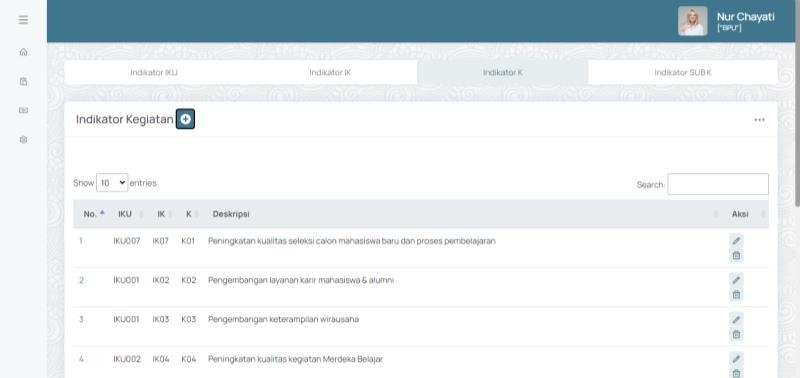 Nur Chayati
["BPU"]
Indikator IKU Indikator IK Indikator K Indikator SUB K
Indikator Kegiatan
Show 10 entries Search:
No. IKU IK K Deskripsi Aksi
1 IKU007 IK07 K01 Peningkatan kualitas seleksi calon mahasiswa baru dan proses pembelajaran
2 IKU001 IK02 K02 Pengembangan layanan karir mahasiswa & alumni
3 IKU001 IK03 K03 Pengembangan keterampilan wirausaha
4 IKU002 IK04 K04 Peningkatan kualitas kegiatan Merdeka Belajar